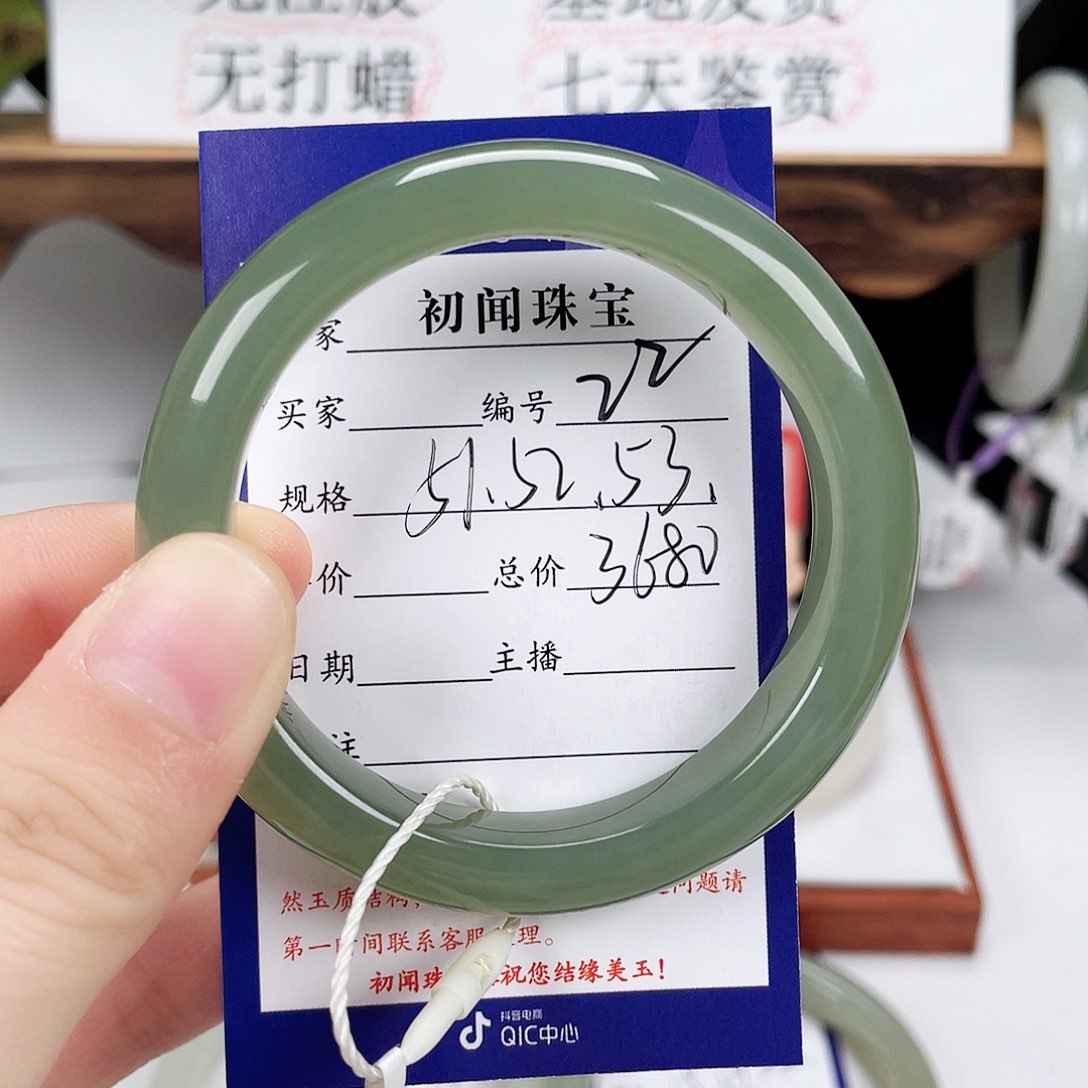 无打蜡 七天鉴赏
初闻珠宝
家
买家 编号 22
规格 51、52、53、
价 总价 3680
日期 主播
注
然玉质结构, 问题请
第一时间联系客服 理。
初闻珠 祝您结缘美玉!
抖音电商
QIC中心